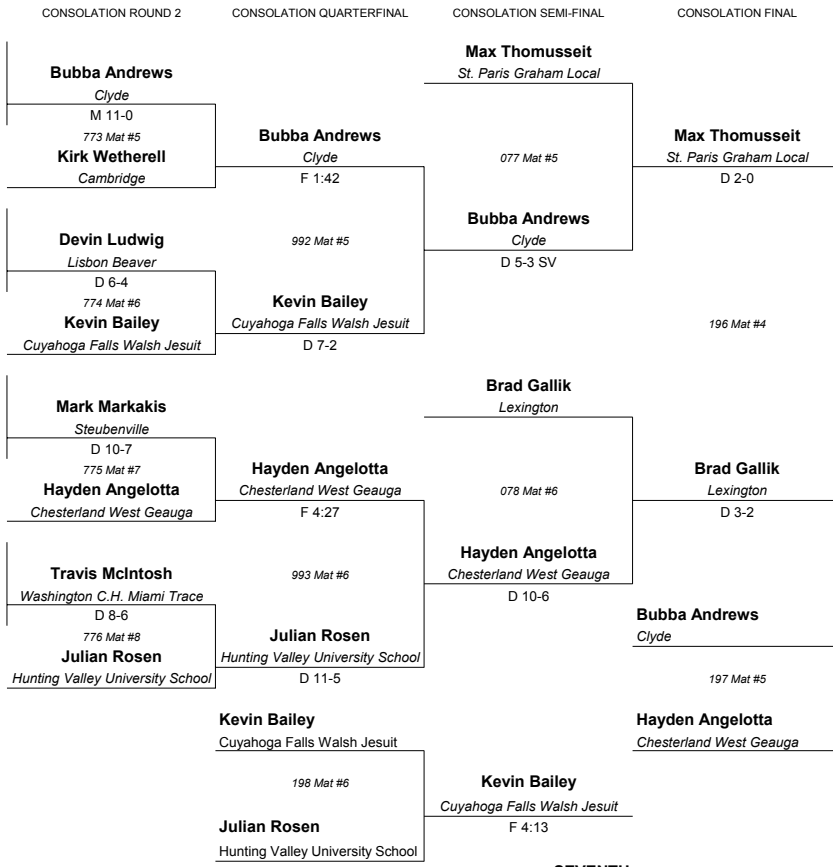 CONSOLATION ROUND 2 CONSOLATION QUARTERFINAL CONSOLATION SEMI-FINAL CONSOLATION FINAL
Max Thomusseit
St. Paris Graham Local
Bubba Andrews
Clyde
M 11-0
773 Mat #5
Kirk Wetherell
Cambridge
Bubba Andrews
Clyde
F 1:42
077 Mat #5
Max Thomusseit
St. Paris Graham Local
D 2-0
Devin Ludwig
Lisbon Beaver
D 6-4
774 Mat #6
Kevin Bailey
Cuyahoga Falls Walsh Jesuit
992 Mat #5
Kevin Bailey
Cuyahoga Falls Walsh Jesuit
D 7-2
Bubba Andrews
Clyde
D 5-3 SV
196 Mat #4
Mark Markakis
Steubenville
D 10-7
775 Mat #7
Hayden Angelotta
Chesterland West Geauga
Hayden Angelotta
Chesterland West Geauga
F 4:27
Brad Gallik
Lexington
078 Mat #6
Brad Gallik
Lexington
D 3-2
Travis McIntosh
Washington C.H. Miami Trace
D 8-6
776 Mat #8
Julian Rosen
Hunting Valley University School
993 Mat #6
Julian Rosen
Hunting Valley University School
D 11-5
Hayden Angelotta
Chesterland West Geauga
D 10-6
Bubba Andrews
Clyde
197 Mat #5
Hayden Angelotta
Chesterland West Geauga
Kevin Bailey
Cuyahoga Falls Walsh Jesuit
198 Mat #6
Julian Rosen
Hunting Valley University School
Kevin Bailey
Cuyahoga Falls Walsh Jesuit
F 4:13
SEVENTH